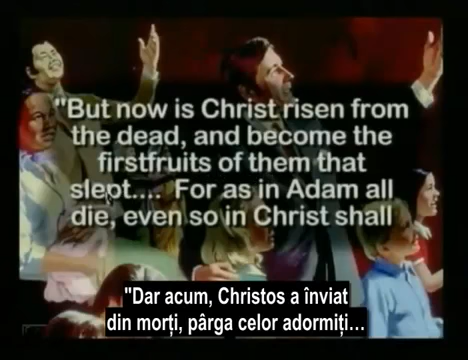 "But now is Christ risen from
the dead, and become the
firstfruits of them that
slept.... For as in Adam all
die, even so in Christ shall
"Dar acum, Christos a înviat
din morți, pârga celor adormiți...